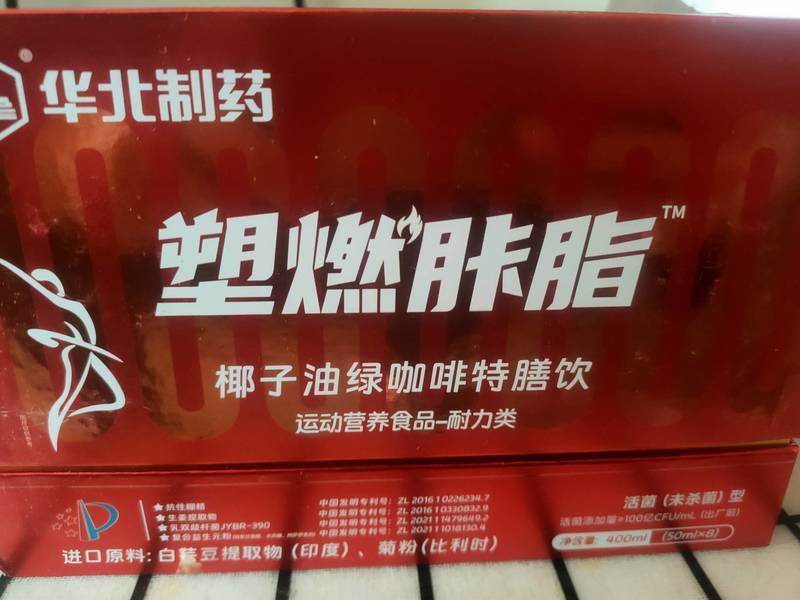 华北制药
塑燃胩脂™
椰子油绿咖啡特膳饮
运动营养食品-耐力类
抗性糊精
生姜提取物
乳双歧杆菌JYBR-390
复合益生元粉
中国发明专利号: ZL 2016 1 0226234.7
中国发明专利号: ZL 2016 1 0330832.9
中国发明专利号: ZL 2021 1 1479649.2
中国发明专利号: ZL 2021 1 1018130.4
进口原料: 白芸豆提取物 (印度) 、菊粉 (比利时)
活菌 (未杀菌) 型
活菌添加量≥100亿CFU/mL (出厂前)
净含量: 400ml (50ml×8)